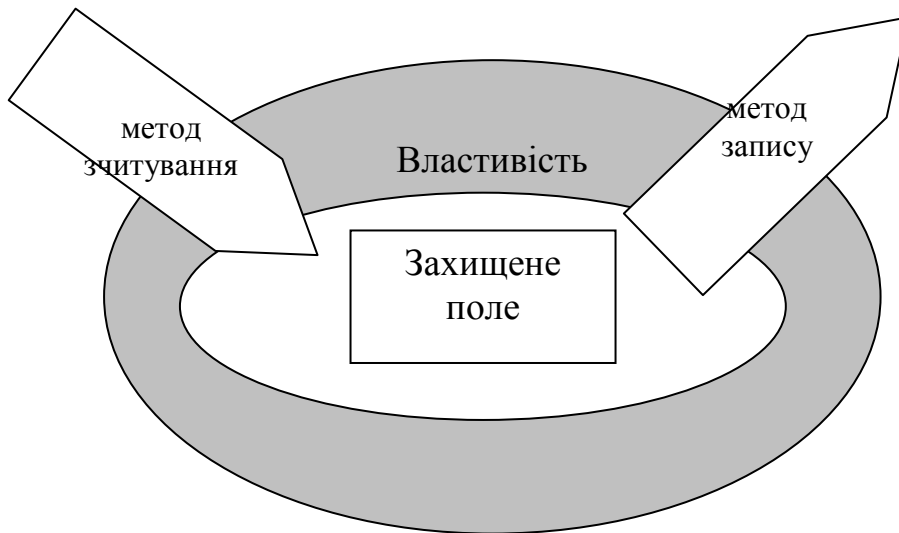 метод
зчитування
Властивість
метод
запису
Захищене
поле